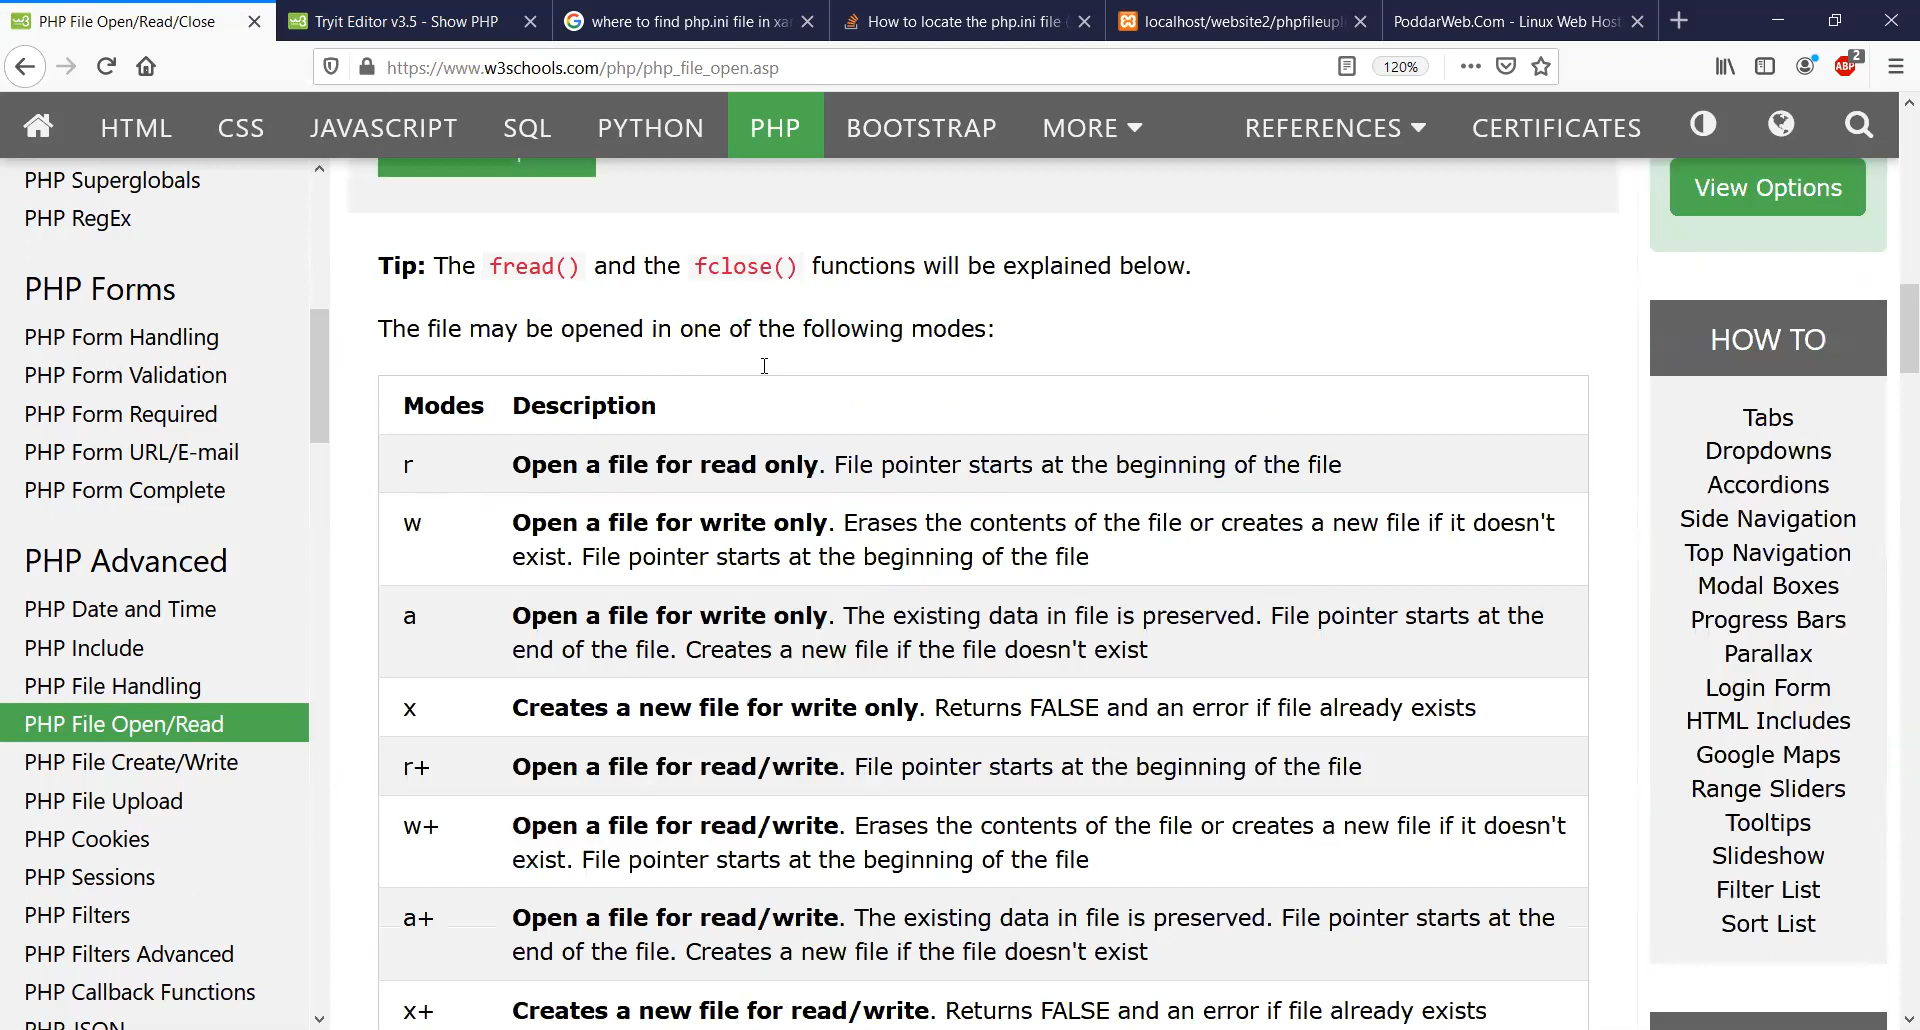 PHP File Open/Read/Close
Tryit Editor v3.5 - Show PHP
where to find php.ini file in xam
How to locate the php.ini file (
localhost/website2/phpfileupl
PoddarWeb.Com - Linux Web Host
https://www.w3schools.com/php/php_file_open.asp
120%
ABP
2
HTML
CSS
JAVASCRIPT
SQL
PYTHON
PHP
BOOTSTRAP
MORE
REFERENCES
CERTIFICATES
PHP Superglobals
PHP RegEx
PHP Forms
PHP Form Handling
PHP Form Validation
PHP Form Required
PHP Form URL/E-mail
PHP Form Complete
PHP Advanced
PHP Date and Time
PHP Include
PHP File Handling
PHP File Open/Read
PHP File Create/Write
PHP File Upload
PHP Cookies
PHP Sessions
PHP Filters
PHP Filters Advanced
PHP Callback Functions
PHP JSON
Tip: The fread() and the fclose() functions will be explained below.
The file may be opened in one of the following modes:
Modes Description
r Open a file for read only. File pointer starts at the beginning of the file
w Open a file for write only. Erases the contents of the file or creates a new file if it doesn't
exist. File pointer starts at the beginning of the file
a Open a file for write only. The existing data in file is preserved. File pointer starts at the
end of the file. Creates a new file if the file doesn't exist
x Creates a new file for write only. Returns FALSE and an error if file already exists
r+ Open a file for read/write. File pointer starts at the beginning of the file
w+ Open a file for read/write. Erases the contents of the file or creates a new file if it doesn't
exist. File pointer starts at the beginning of the file
a+ Open a file for read/write. The existing data in file is preserved. File pointer starts at the
end of the file. Creates a new file if the file doesn't exist
x+ Creates a new file for read/write. Returns FALSE and an error if file already exists
View Options
HOW TO
Tabs
Dropdowns
Accordions
Side Navigation
Top Navigation
Modal Boxes
Progress Bars
Parallax
Login Form
HTML Includes
Google Maps
Range Sliders
Tooltips
Slideshow
Filter List
Sort List